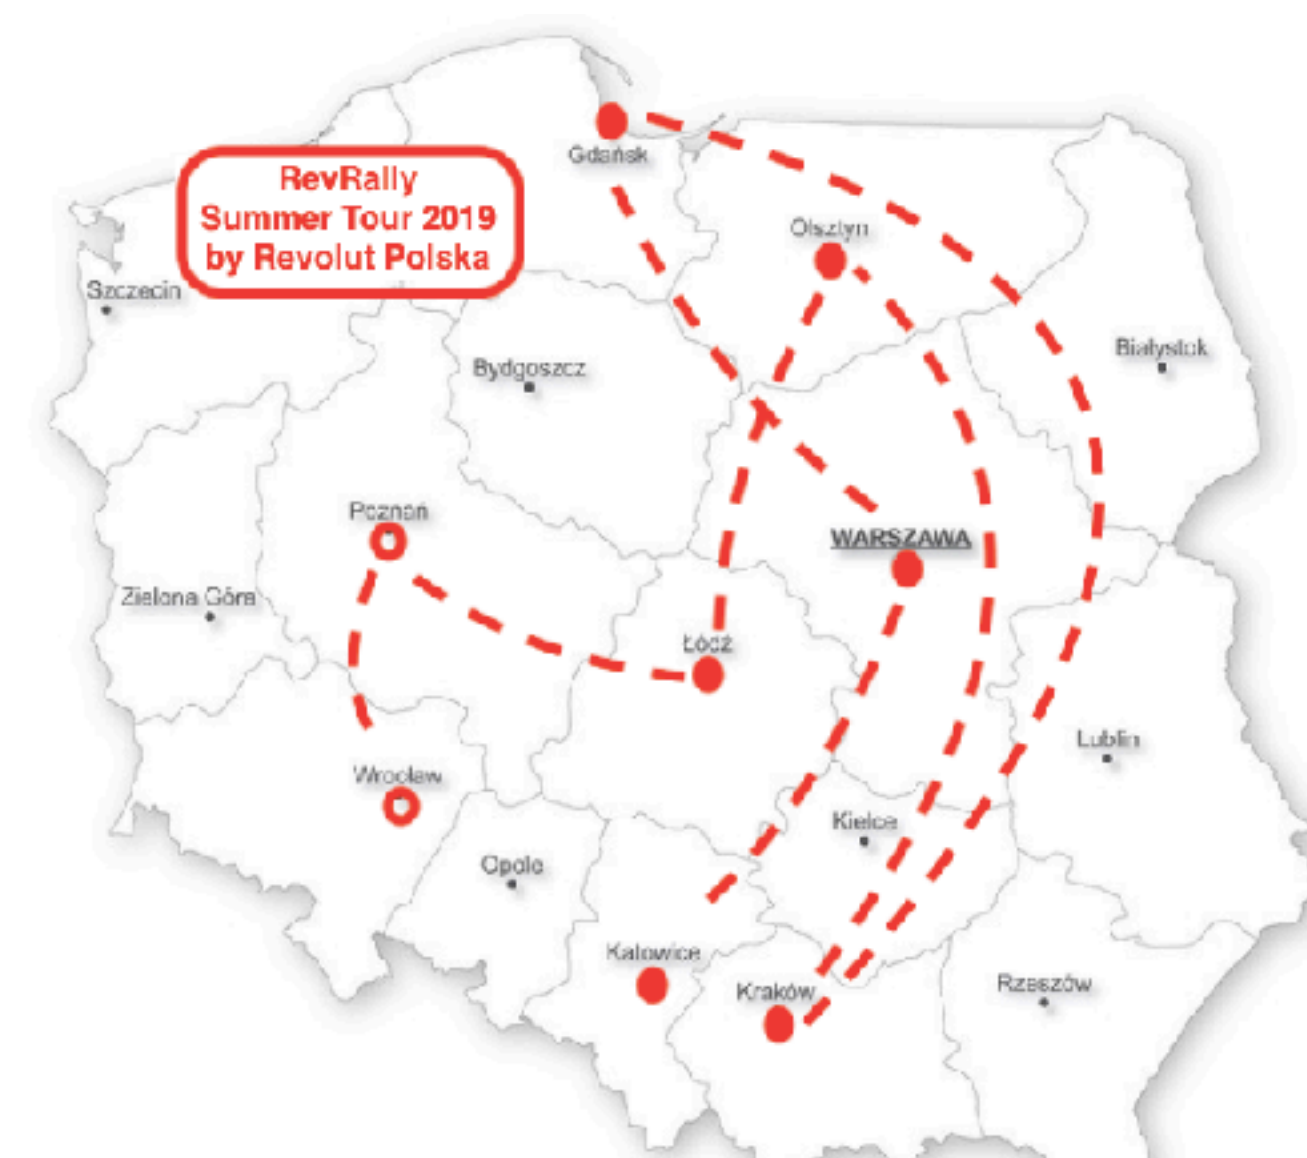 Gdańsk
RevRally
Summer Tour 2019
by Revolut Polska
Olsztyn
Szczecin
Białystok
Bydgoszcz
Poznań
WARSZAWA
Zielona Góra
Łódź
Lublin
Wrocław
Kielce
Opole
Katowice
Rzeszów
Kraków